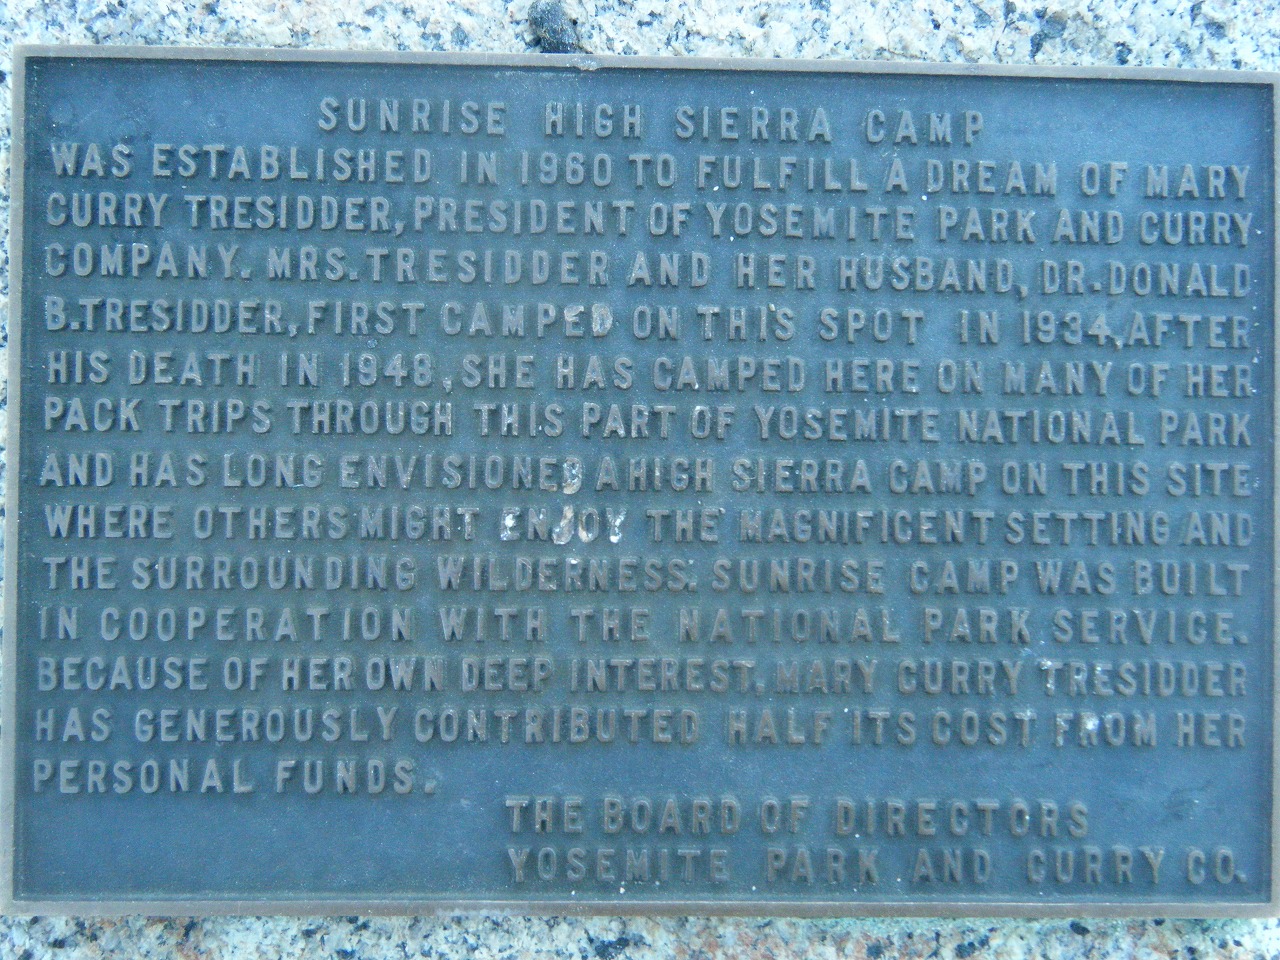 SUNRISE HIGH SIERRA CAMP
WAS ESTABLISHED IN 1960 TO FULFILL A DREAM OF MARY
CURRY TRESIDDER, PRESIDENT OF YOSEMITE PARK AND CURRY
COMPANY. MRS. TRESIDDER AND HER HUSBAND, DR. DONALD
B. TRESIDDER, FIRST CAMPED ON THIS SPOT IN 1934. AFTER
HIS DEATH IN 1948, SHE HAS CAMPED HERE ON MANY OF HER
PACK TRIPS THROUGH THIS PART OF YOSEMITE NATIONAL PARK
AND HAS LONG ENVISIONED A HIGH SIERRA CAMP ON THIS SITE
WHERE OTHERS MIGHT ENJOY THE MAGNIFICENT SETTING AND
THE SURROUNDING WILDERNESS. SUNRISE CAMP WAS BUILT
IN COOPERATION WITH THE NATIONAL PARK SERVICE.
BECAUSE OF HER OWN DEEP INTEREST, MARY CURRY TRESIDDER
HAS GENEROUSLY CONTRIBUTED HALF ITS COST FROM HER
PERSONAL FUNDS.
THE BOARD OF DIRECTORS
YOSEMITE PARK AND CURRY CO.